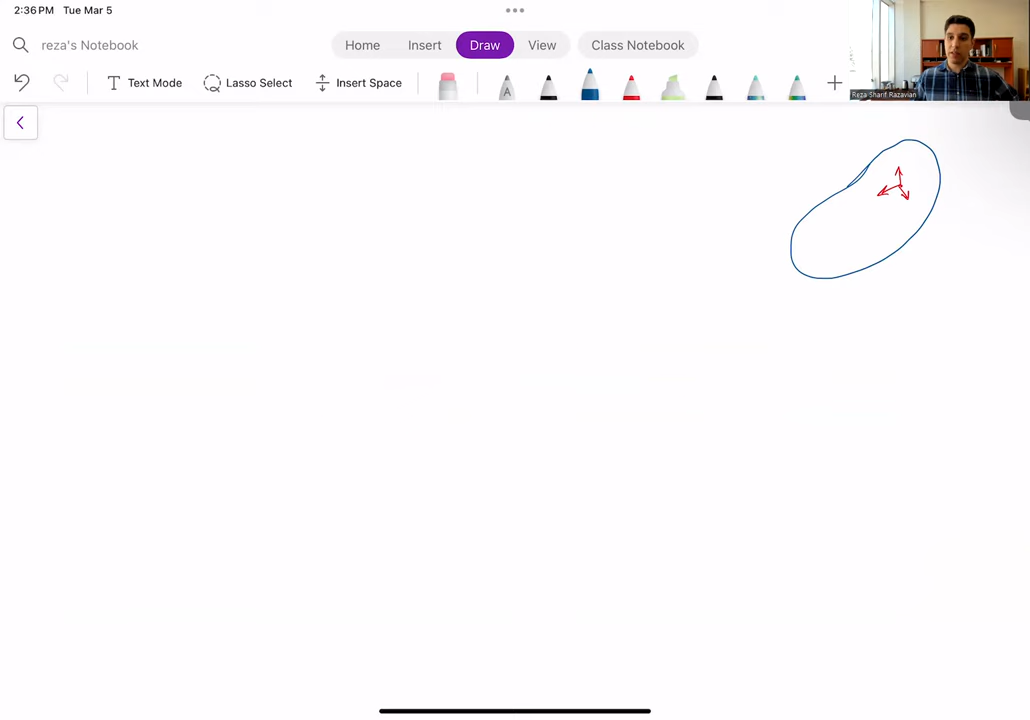 2:36 PM Tue Mar 5
reza's Notebook
Home Insert Draw View Class Notebook
Text Mode Lasso Select Insert Space
A
Reza Sharif Razavian